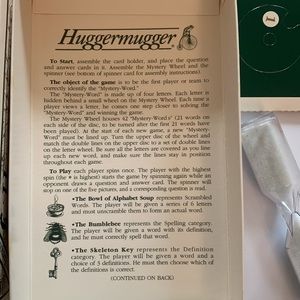 Huggermugger
To Start, assemble the card holder, and place the question
and answer cards in it. Assemble the Mystery Wheel and
spinner (see bottom of spinner card for assembly instructions)
The object of the game is to be the first player or team to
correctly identify the "Mystery-Word."
The "Mystery-Word" is made up of four letters. Each letter is
hidden behind a small wheel on the Mystery Wheel. Each time a
player views a letter, he comes one step closer to solving the
"Mystery-Word" and winning the game.
The Mystery Wheel houses 42 "Mystery-Words" (21 words on
each side of the disc, to be turned after the first 21 words have
been played). At the start of each new game, a new "Mystery-
Word" must be lined up. Turn the upper disc of the wheel and
match the double lines on the upper disc to a set of double lines
on the letter wheel. Be sure all the letters are covered as you line
up each new word, and make sure the lines stay in position
throughout each game.
To Play each player spins once. The player with the highest
spin (the # is highest) starts the game by spinning again while an
opponent draws a question and answer card. The spinner will
stop on one of the five pictures, and a corresponding question is read.
•The Bowl of Alphabet Soup represents Scrambled
Words. The player will be given a series of 6 letters
and must unscramble them to form an actual word.
•The Bumblebee represents the Spelling category. The
player will be given a word with its definition, and
he must correctly spell that word.
•The Skeleton Key represents the Definition
category. The player will be given a word and a
choice of 3 definitions. He must then choose which of
the definitions is correct.
(CONTINUED ON BACK)